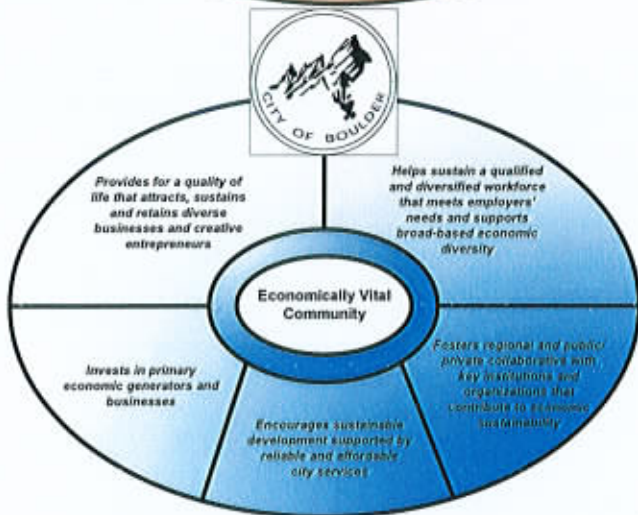 CITY OF BOULDER
Provides for a quality of
life that attracts, sustains
and retains diverse
businesses and creative
entrepreneurs
Helps sustain a qualified
and diversified workforce
that meets employers'
needs and supports
broad-based economic
diversity
Economically Vital
Community
Invests in primary
economic generators and
businesses
Encourages sustainable
development supported by
reliable and affordable
city services
Fosters regional and public/
private collaborative with
key institutions and
organizations that
contribute to economic
sustainability